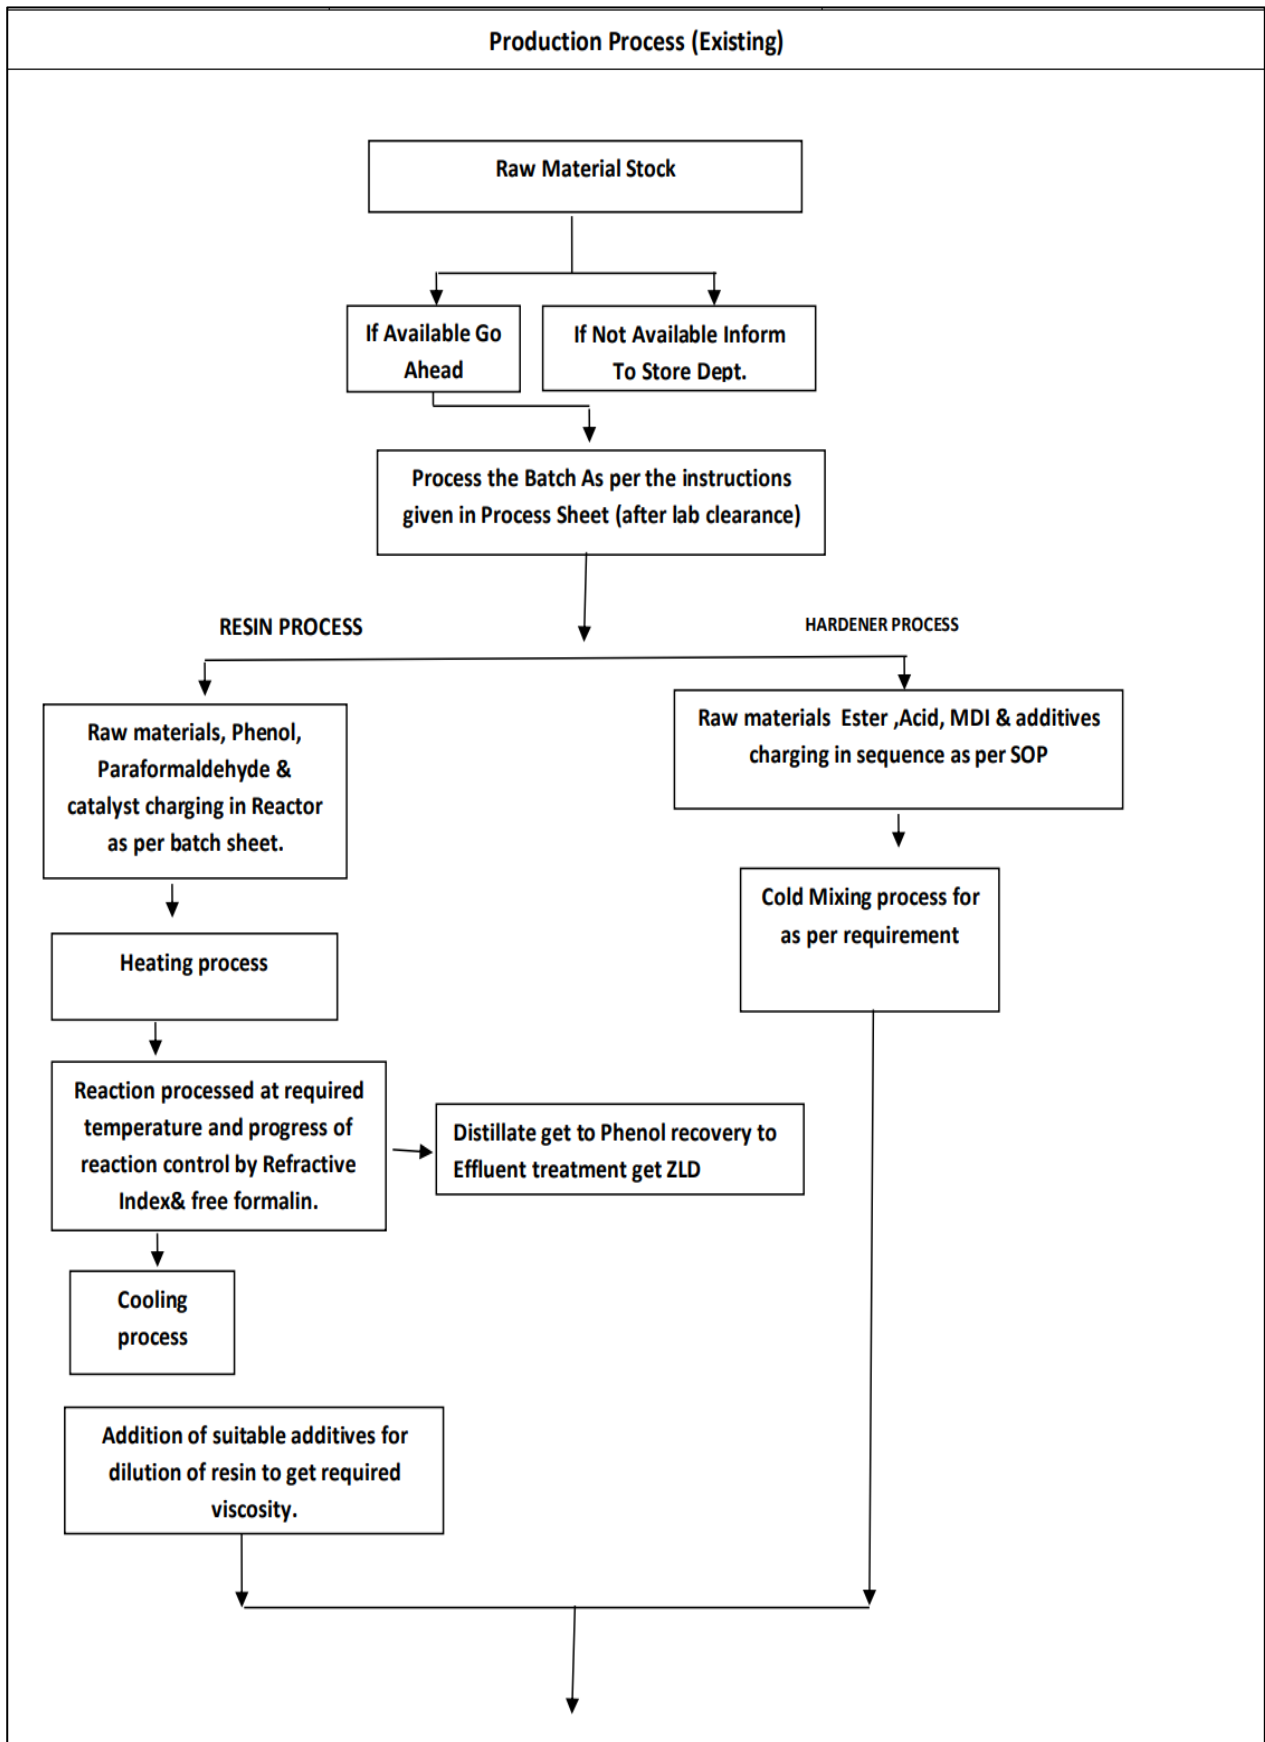 Production Process (Existing)
Raw Material Stock
If Available Go
Ahead
If Not Available Inform
To Store Dept.
Process the Batch As per the instructions
given in Process Sheet (after lab clearance)
RESIN PROCESS
HARDENER PROCESS
Raw materials, Phenol,
Paraformaldehyde &
catalyst charging in Reactor
as per batch sheet.
Raw materials Ester ,Acid, MDI & additives
charging in sequence as per SOP
Heating process
Cold Mixing process for
as per requirement
Reaction processed at required
temperature and progress of
reaction control by Refractive
Index& free formalin.
Distillate get to Phenol recovery to
Effluent treatment get ZLD
Cooling
process
Addition of suitable additives for
dilution of resin to get required
viscosity.